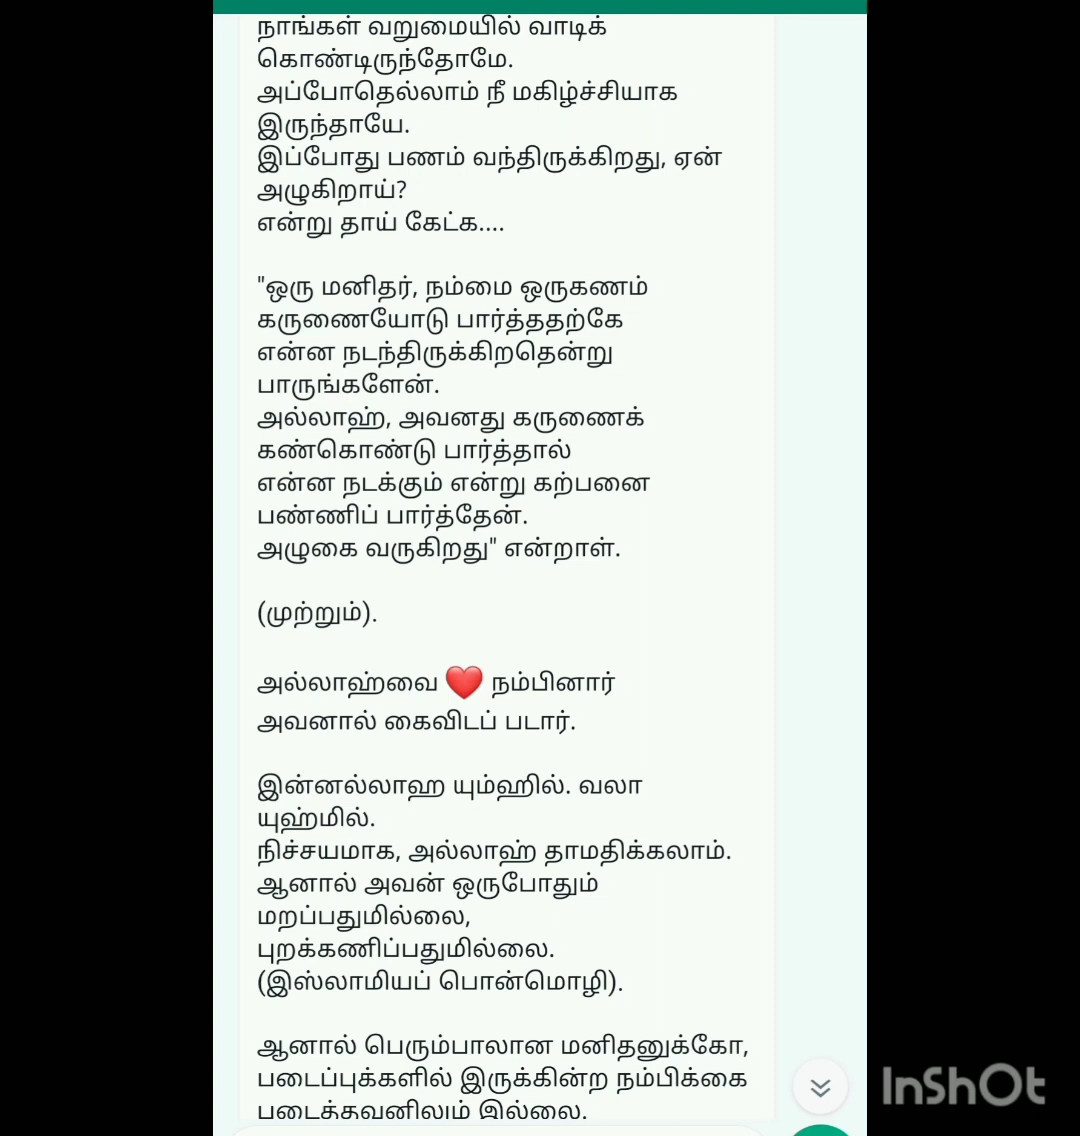 நாங்கள் வறுமையில் வாடிக்
கொண்டிருந்தோமே.
அப்போதெல்லாம் நீ மகிழ்ச்சியாக
இருந்தாயே.
இப்போது பணம் வந்திருக்கிறது, ஏன்
அழுகிறாய்?
என்று தாய் கேட்க....
"ஒரு மனிதர், நம்மை ஒருகணம்
கருணையோடு பார்த்ததற்கே
என்ன நடந்திருக்கிறதென்று
பாருங்களேன்.
அல்லாஹ், அவனது கருணைக்
கண்கொண்டு பார்த்தால்
என்ன நடக்கும் என்று கற்பனை
பண்ணிப் பார்த்தேன்.
அழுகை வருகிறது" என்றாள்.
(முற்றும்).
அல்லாஹ்வை ❤️ நம்பினார்
அவனால் கைவிடப் படார்.
இன்னல்லாஹ யும்ஹில். வலா
யுஹ்மில்.
நிச்சயமாக, அல்லாஹ் தாமதிக்கலாம்.
ஆனால் அவன் ஒருபோதும்
மறப்பதுமில்லை,
புறக்கணிப்பதுமில்லை.
(இஸ்லாமியப் பொன்மொழி).
ஆனால் பெரும்பாலான மனிதனுக்கோ,
படைப்புக்களில் இருக்கின்ற நம்பிக்கை
படைத்தவனிலும் இல்லை.
InShOt